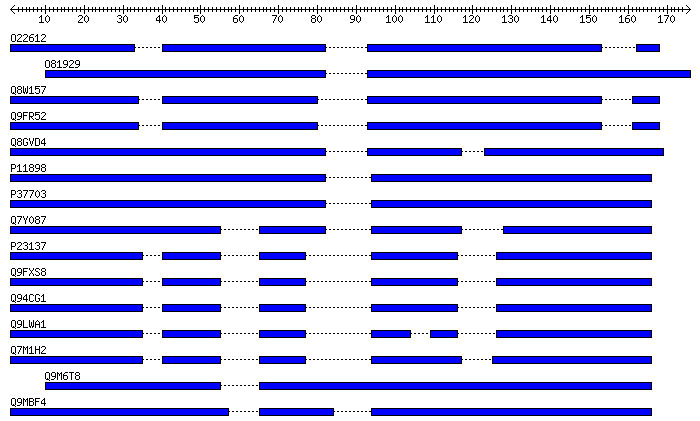 10 20 30 40 50 60 70 80 90 100 110 120 130 140 150 160 170
O22612
O81929
Q8W157
Q9FR52
Q8GVD4
P11898
P37703
Q7Y087
P23137
Q9FXS8
Q94CG1
Q9LWA1
Q7M1H2
Q9M6T8
Q9MBF4